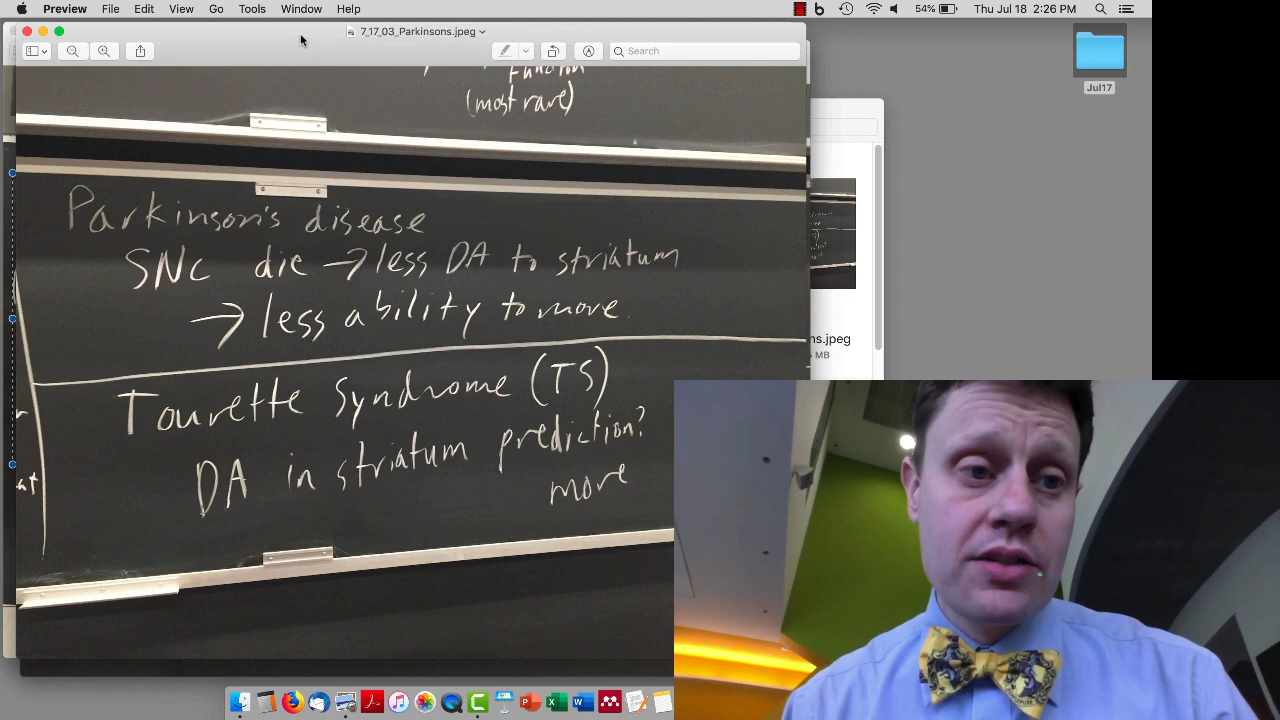 Preview File Edit View Go Tools Window Help
54% Thu Jul 18 2:26 PM
7_17_03_Parkinsons.jpeg
Search
Jul17
Function
(most rare)
Parkinson's disease
SNc die → less DA to striatum
→ less ability to move.
Tourette Syndrome (TS)
DA in striatum prediction?
more
ns.jpeg
MB
at